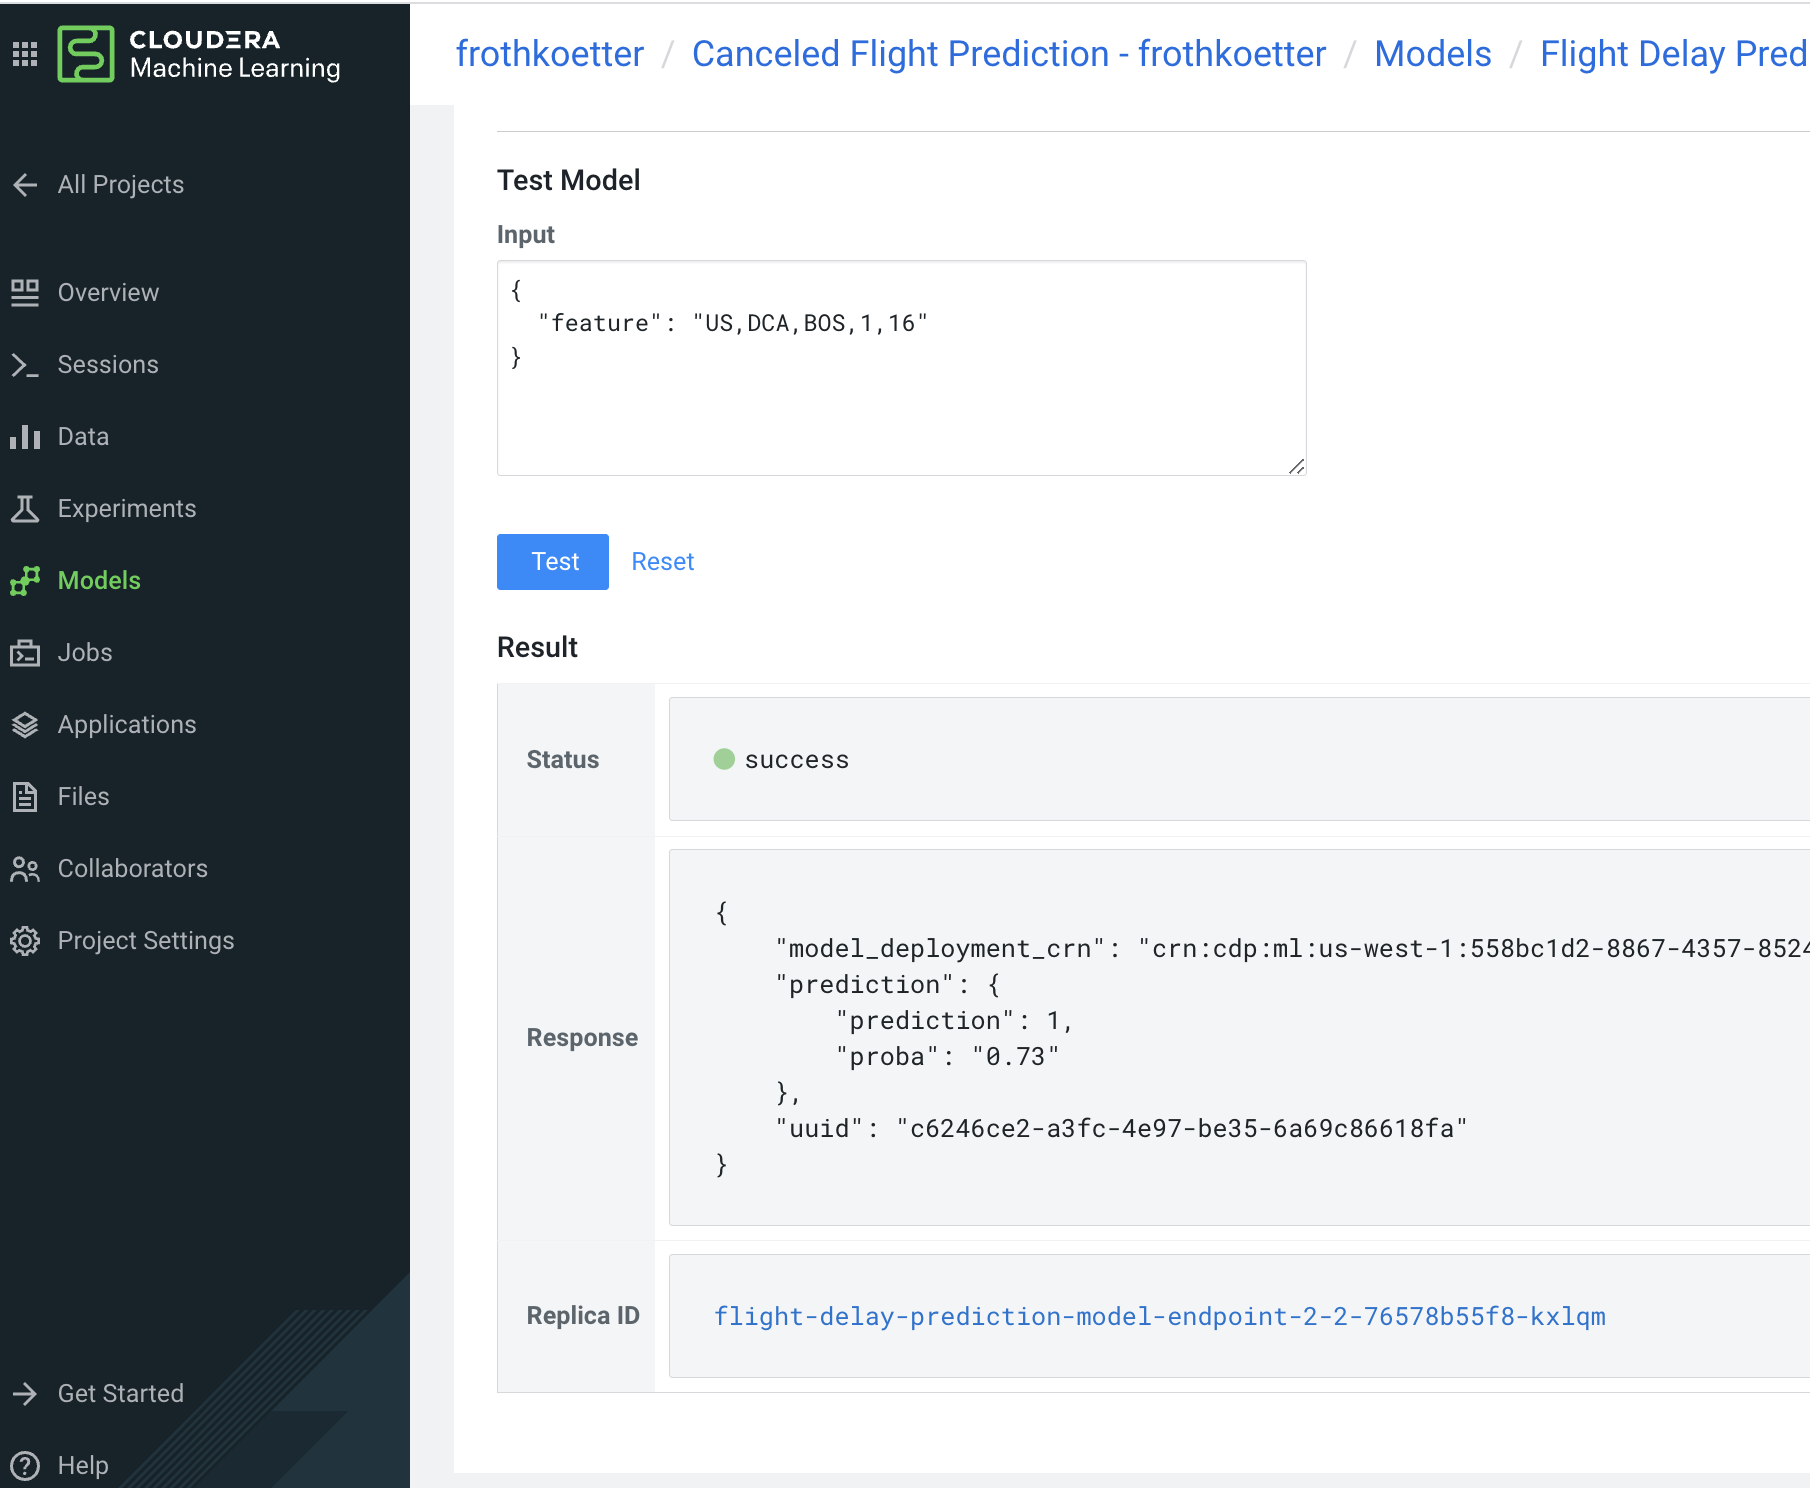 CLOUDERA
Machine Learning
frothkoetter / Canceled Flight Prediction - frothkoetter / Models / Flight Delay Pred
All Projects
Overview
Sessions
Data
Experiments
Models
Jobs
Applications
Files
Collaborators
Project Settings
Get Started
Help
Test Model
Input
{
"feature": "US,DCA,BOS,1,16"
}
Test Reset
Result
Status
success
Response
{
"model_deployment_crn": "crn:cdp:ml:us-west-1:558bc1d2-8867-4357-8524
"prediction": {
"prediction": 1,
"proba": "0.73"
},
"uuid": "c6246ce2-a3fc-4e97-be35-6a69c86618fa"
}
Replica ID
flight-delay-prediction-model-endpoint-2-2-76578b55f8-kxlqm